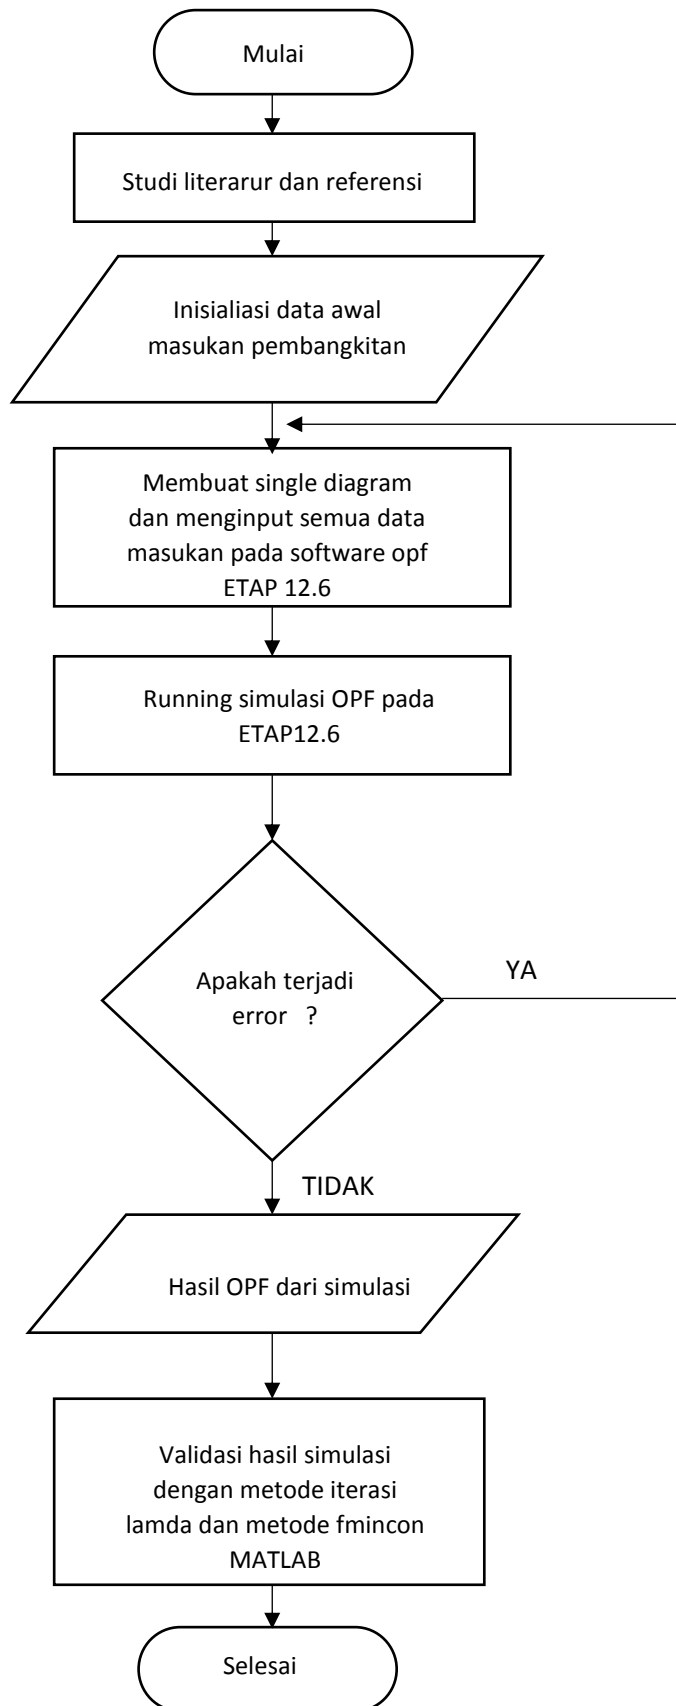 Mulai
Studi literarur dan referensi
Inisialiasi data awal
masukan pembangkitan
Membuat single diagram
dan menginput semua data
masukan pada software opf
ETAP 12.6
Running simulasi OPF pada
ETAP12.6
Apakah terjadi
error ?
YA
TIDAK
Hasil OPF dari simulasi
Validasi hasil simulasi
dengan metode iterasi
lamda dan metode fmincon
MATLAB
Selesai